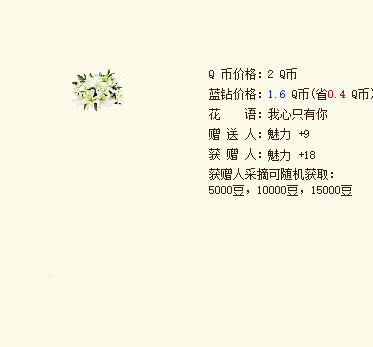 Q 币价格：2 Q币
蓝钻价格：1.6 Q币(省0.4 Q币)
花 语：我心只有你
赠 送 人：魅力 +9
获 赠 人：魅力 +18
获赠人采摘可随机获取：
5000豆，10000豆，15000豆